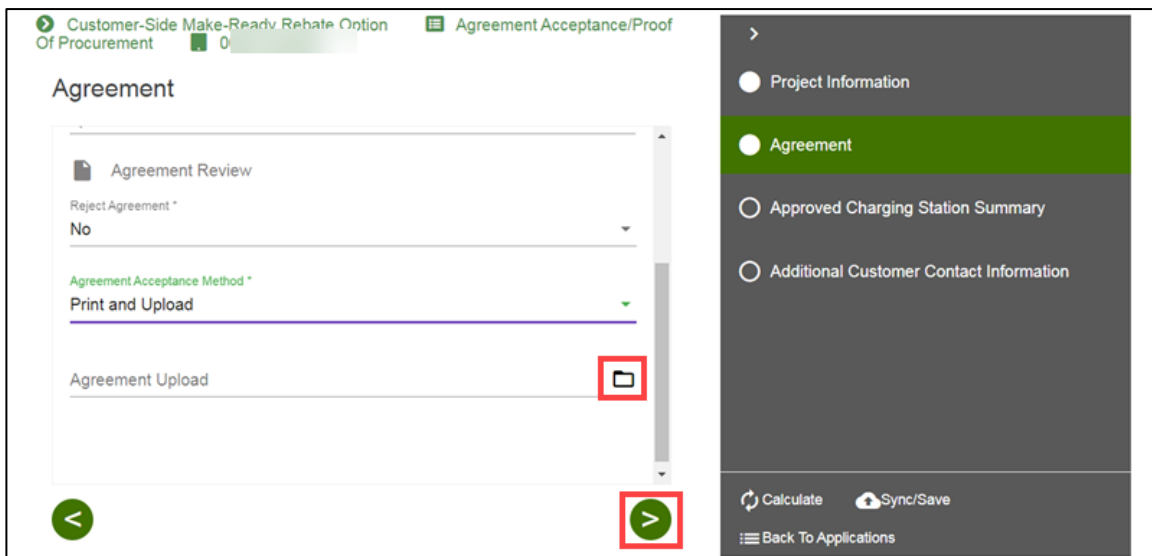 Customer-Side Make-Ready Rebate Option Agreement Acceptance/Proof
Of Procurement 0
Agreement
Agreement Review
Reject Agreement *
No
Agreement Acceptance Method *
Print and Upload
Agreement Upload
<
>
>
Project Information
Agreement
Approved Charging Station Summary
Additional Customer Contact Information
Calculate Sync/Save
Back To Applications